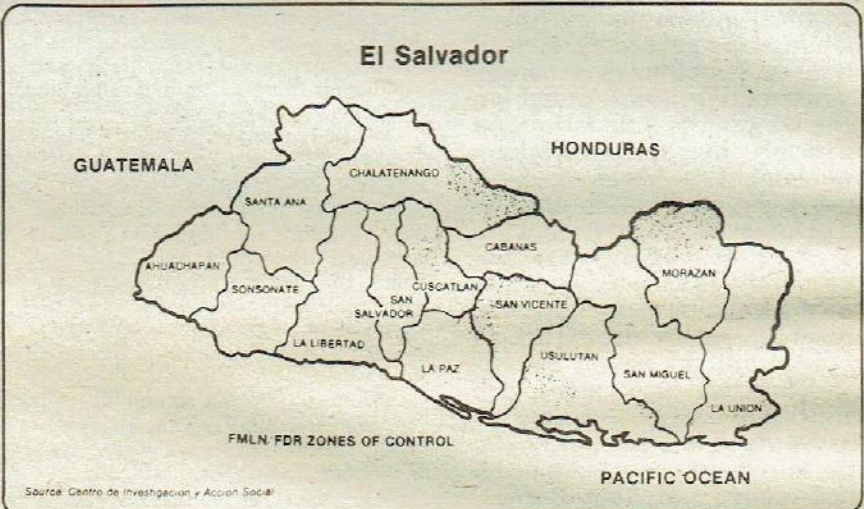 El Salvador
GUATEMALA
HONDURAS
CHALATENANGO
SANTA ANA
CABANAS
AHUACHAPAN
MORAZAN
SONSONATE
CUSCATLAN
SAN
SALVADOR
SAN VICENTE
LA LIBERTAD
USULUTAN
LA PAZ
SAN MIGUEL
LA UNION
FMLN/FDR ZONES OF CONTROL
PACIFIC OCEAN
Source: Centro de Investigacion y Accion Social